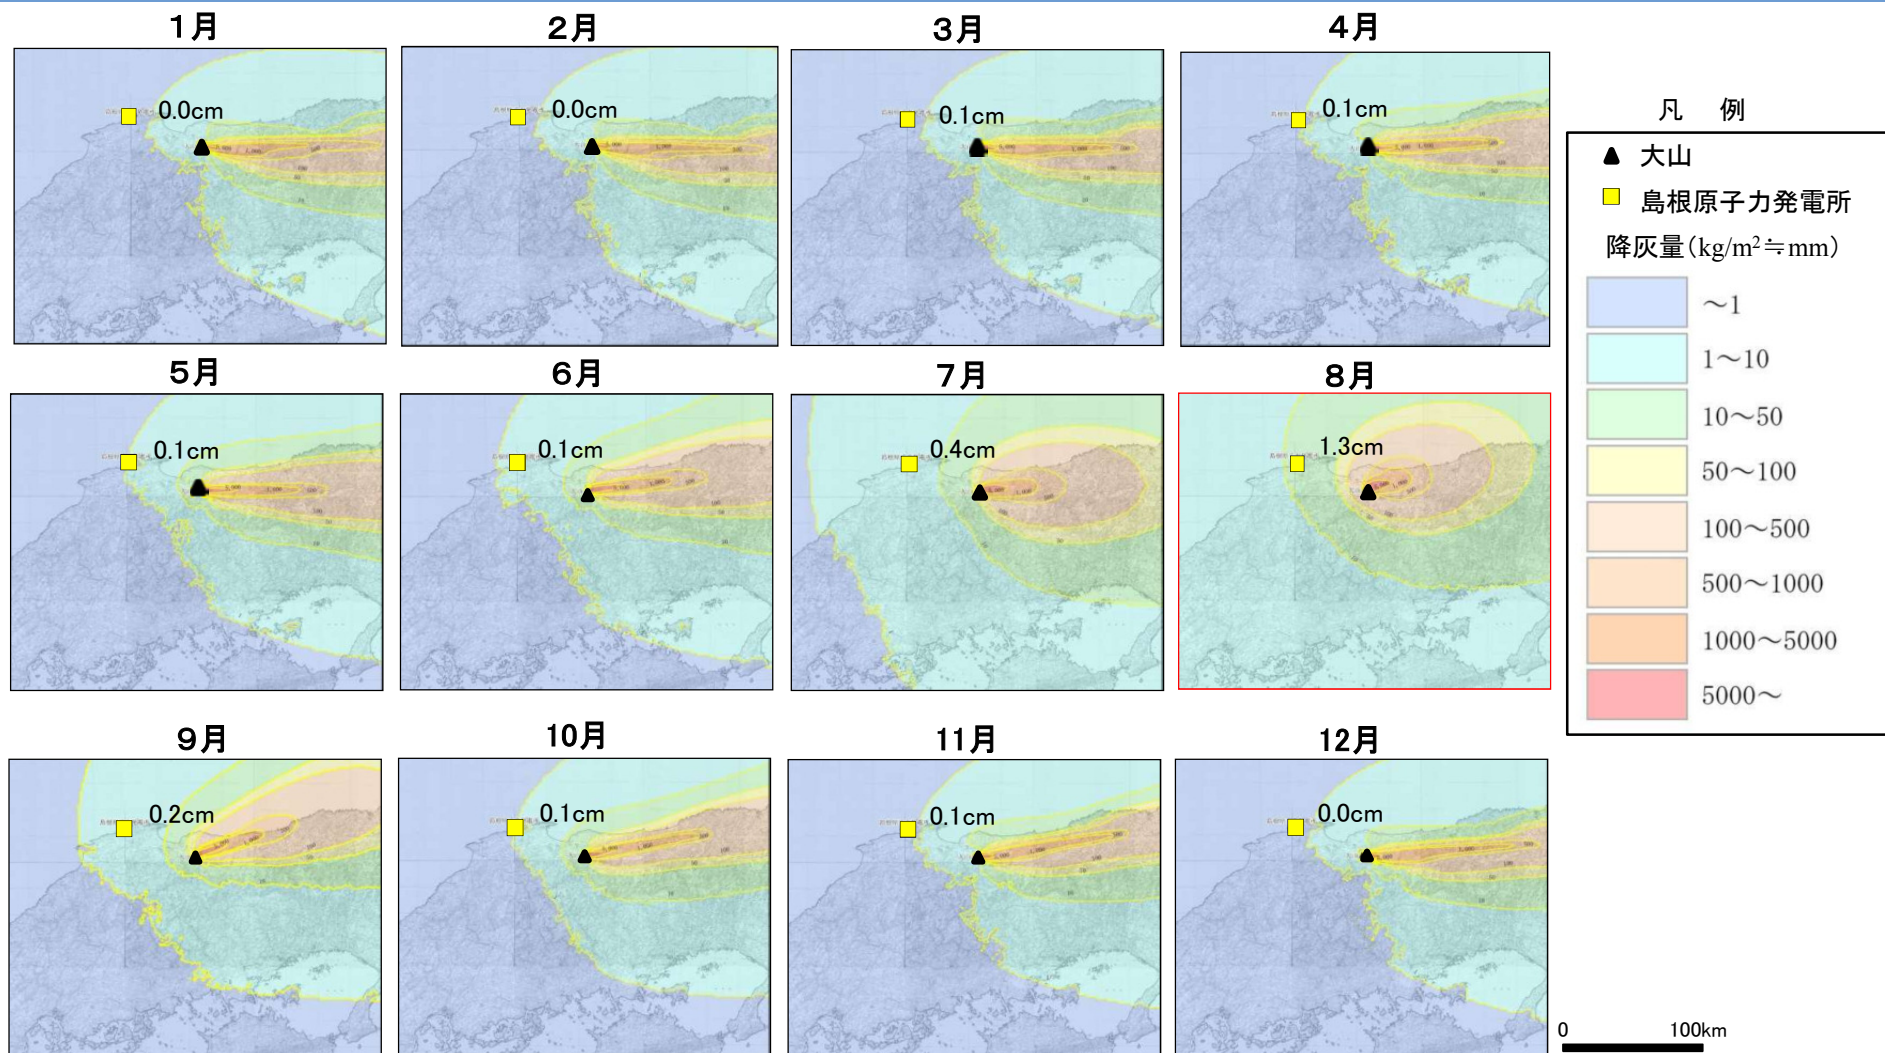 1月
2月
3月
4月
0.0cm
0.0cm
0.1cm
0.1cm
5月
6月
7月
8月
0.1cm
0.1cm
0.4cm
1.3cm
9月
10月
11月
12月
0.2cm
0.1cm
0.1cm
0.0cm
凡 例
▲ 大山
島根原子力発電所
降灰量(kg/m²≒mm)
～1
1～10
10～50
50～100
100～500
500～1000
1000～5000
5000～
0 100km